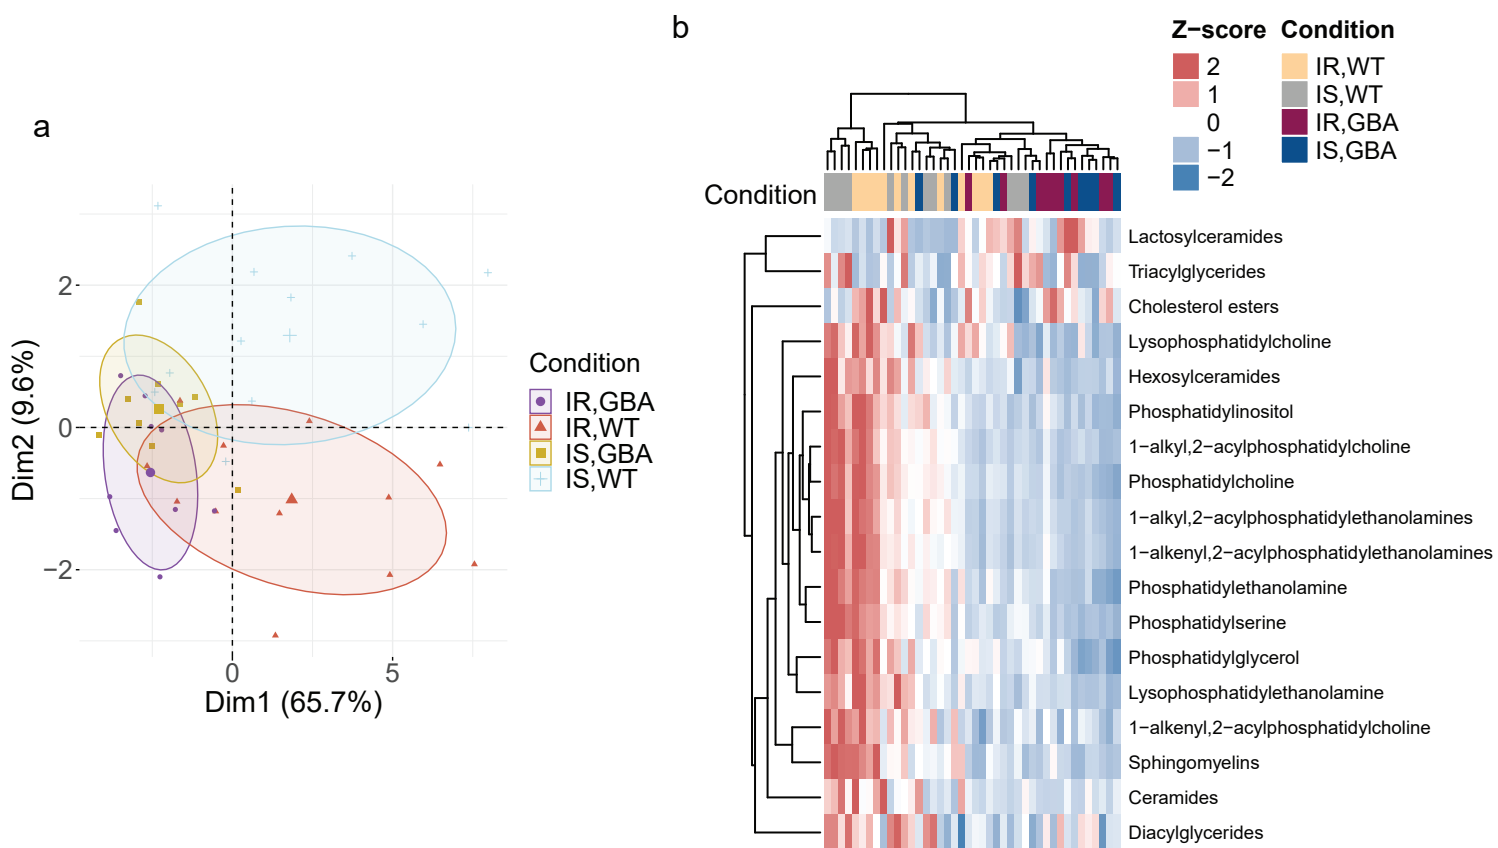 a
2
0
−2
0
5
Dim1 (65.7%)
Dim2 (9.6%)
Condition
IR,GBA
IR,WT
IS,GBA
IS,WT
b
Z−score
2
1
0
−1
−2
Condition
IR,WT
IS,WT
IR,GBA
IS,GBA
Condition
Lactosylceramides
Triacylglycerides
Cholesterol esters
Lysophosphatidylcholine
Hexosylceramides
Phosphatidylinositol
1−alkyl,2−acylphosphatidylcholine
Phosphatidylcholine
1−alkyl,2−acylphosphatidylethanolamines
1−alkenyl,2−acylphosphatidylethanolamines
Phosphatidylethanolamine
Phosphatidylserine
Phosphatidylglycerol
Lysophosphatidylethanolamine
1−alkenyl,2−acylphosphatidylcholine
Sphingomyelins
Ceramides
Diacylglycerides